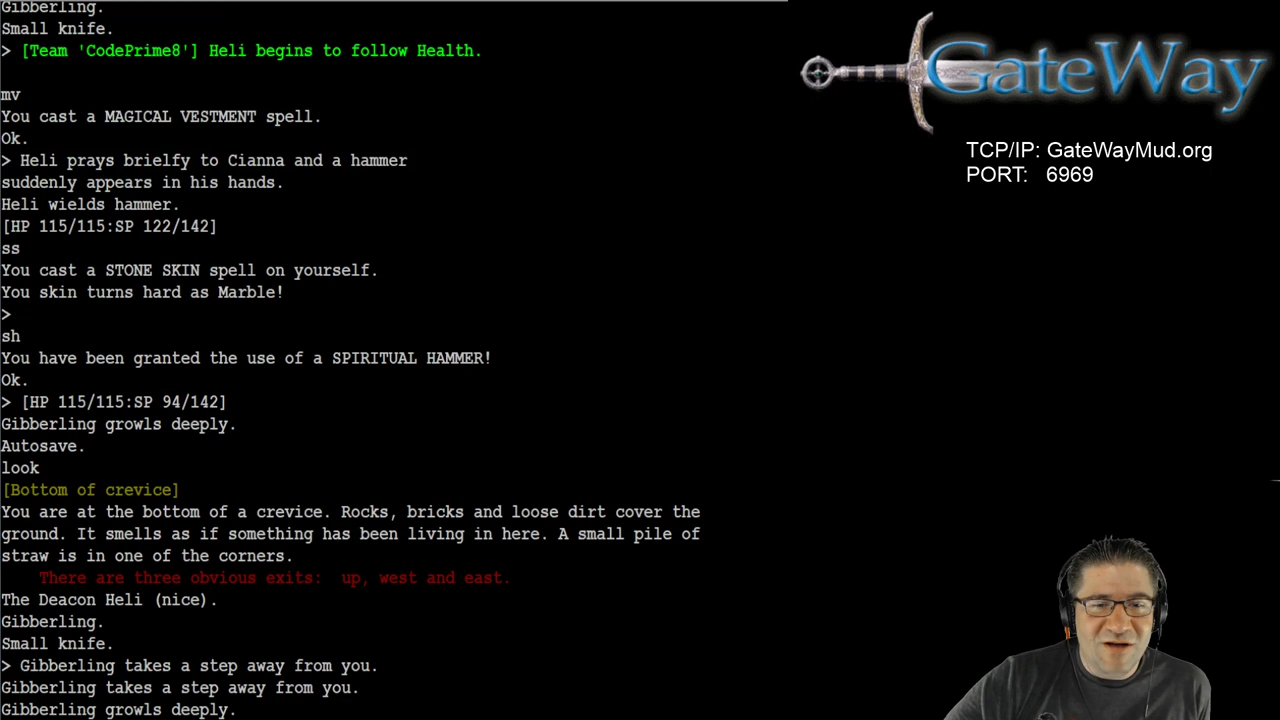 Gibberling.
Small knife.
> [Team 'CodePrime8'] Heli begins to follow Health.
mv
You cast a MAGICAL VESTMENT spell.
Ok.
> Heli prays brielfy to Cianna and a hammer
suddenly appears in his hands.
Heli wields hammer.
[HP 115/115:SP 122/142]
ss
You cast a STONE SKIN spell on yourself.
You skin turns hard as Marble!
>
sh
You have been granted the use of a SPIRITUAL HAMMER!
Ok.
> [HP 115/115:SP 94/142]
Gibberling growls deeply.
Autosave.
look
[Bottom of crevice]
You are at the bottom of a crevice. Rocks, bricks and loose dirt cover the
ground. It smells as if something has been living in here. A small pile of
straw is in one of the corners.
There are three obvious exits:  up, west and east.
The Deacon Heli (nice).
Gibberling.
Small knife.
> Gibberling takes a step away from you.
Gibberling takes a step away from you.
Gibberling growls deeply.
GateWay
TCP/IP: GateWayMud.org
PORT:   6969